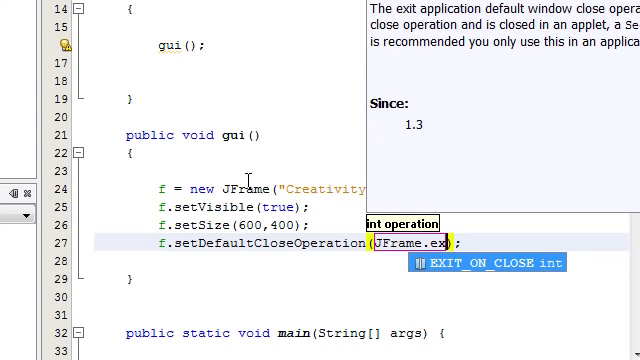 The exit application default window close opera
close operation and is closed in an applet, a Se
is recommended you only use this in an applica
Since:
1.3
14 {
15
gui();
17
18
19 }
20
21 public void gui()
22 {
23
24 f = new JFrame("Creativity
25 f.setVisible(true);
26 f.setSize(600,400);
int operation
27 f.setDefaultCloseOperation(JFrame.ex);
EXIT_ON_CLOSE int
28
29 }
30
31
32 public static void main(String[] args) {
33